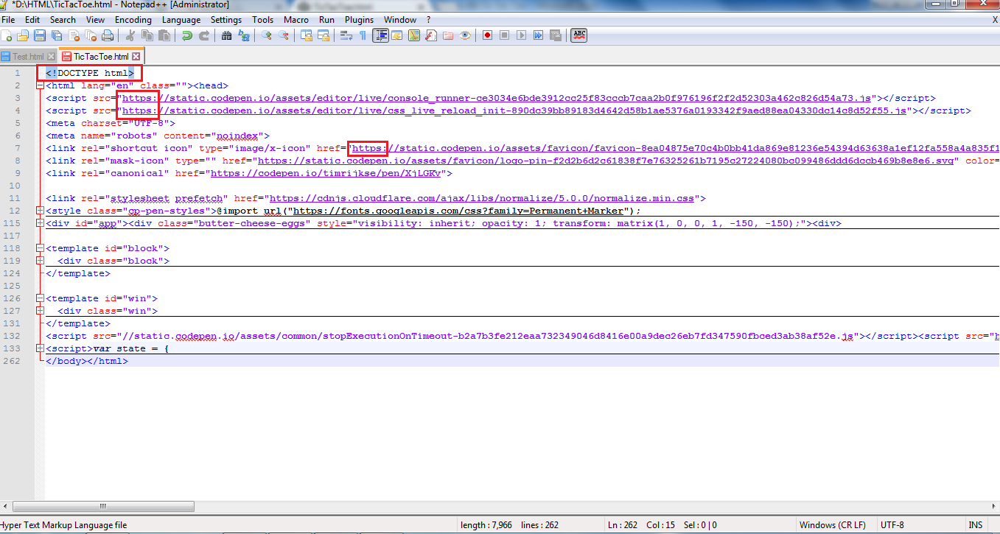 *D:\HTML\TicTacToe.html - Notepad++ [Administrator]
File Edit Search View Encoding Language Settings Tools Macro Run Plugins Window ? X
ABC
Test.html TicTacToe.html
1 <!DOCTYPE html>
2 <html lang="en" class=""><head>
3 <script src="https://static.codepen.io/assets/editor/live/console_runner-ce3034e6bde3912cc25f83cccb7caa2b0f976196f2f2d52303a462c826d54a73.js"></script>
4 <script src="https://static.codepen.io/assets/editor/live/css_live_reload_init-890dc39bb89183d4642d58b1ae5376a0193342f9aed88ea04330dc14c8d52f55.js"></script>
5 <meta charset="UTF-8">
6 <meta name="robots" content="noindex">
7 <link rel="shortcut icon" type="image/x-icon" href="https://static.codepen.io/assets/favicon/favicon-8ea04875e70c4b0bb41da869e81236e54394d63638a1ef12fa558a4a835f1
8 <link rel="mask-icon" type="" href="https://static.codepen.io/assets/favicon/logo-pin-f2d2b6d2c61838f7e76325261b7195c27224080bc099486ddd6dccb469b8e8e6.svg" color=
9 <link rel="canonical" href="https://codepen.io/timrijkse/pen/XjLGKv">
10
11 <link rel="stylesheet prefetch" href="https://cdnjs.cloudflare.com/ajax/libs/normalize/5.0.0/normalize.min.css">
12 <style class="cp-pen-styles">@import url("https://fonts.googleapis.com/css?family=Permanent+Marker");
115 <div id="app"><div class="butter-cheese-eggs" style="visibility: inherit; opacity: 1; transform: matrix(1, 0, 0, 1, -150, -150);"><div>
117
118 <template id="block">
119 <div class="block">
124 </template>
125
126 <template id="win">
127 <div class="win">
131 </template>
132 <script src="//static.codepen.io/assets/common/stopExecutionOnTimeout-b2a7b3fe212eaa732349046d8416e00a9dec26eb7fd347590fbced3ab38af52e.js"></script><script src="h
133 <script>var state = {
262 </body></html>
Hyper Text Markup Language file length : 7,966 lines : 262 Ln : 262 Col : 15 Sel : 0 | 0 Windows (CR LF) UTF-8 INS